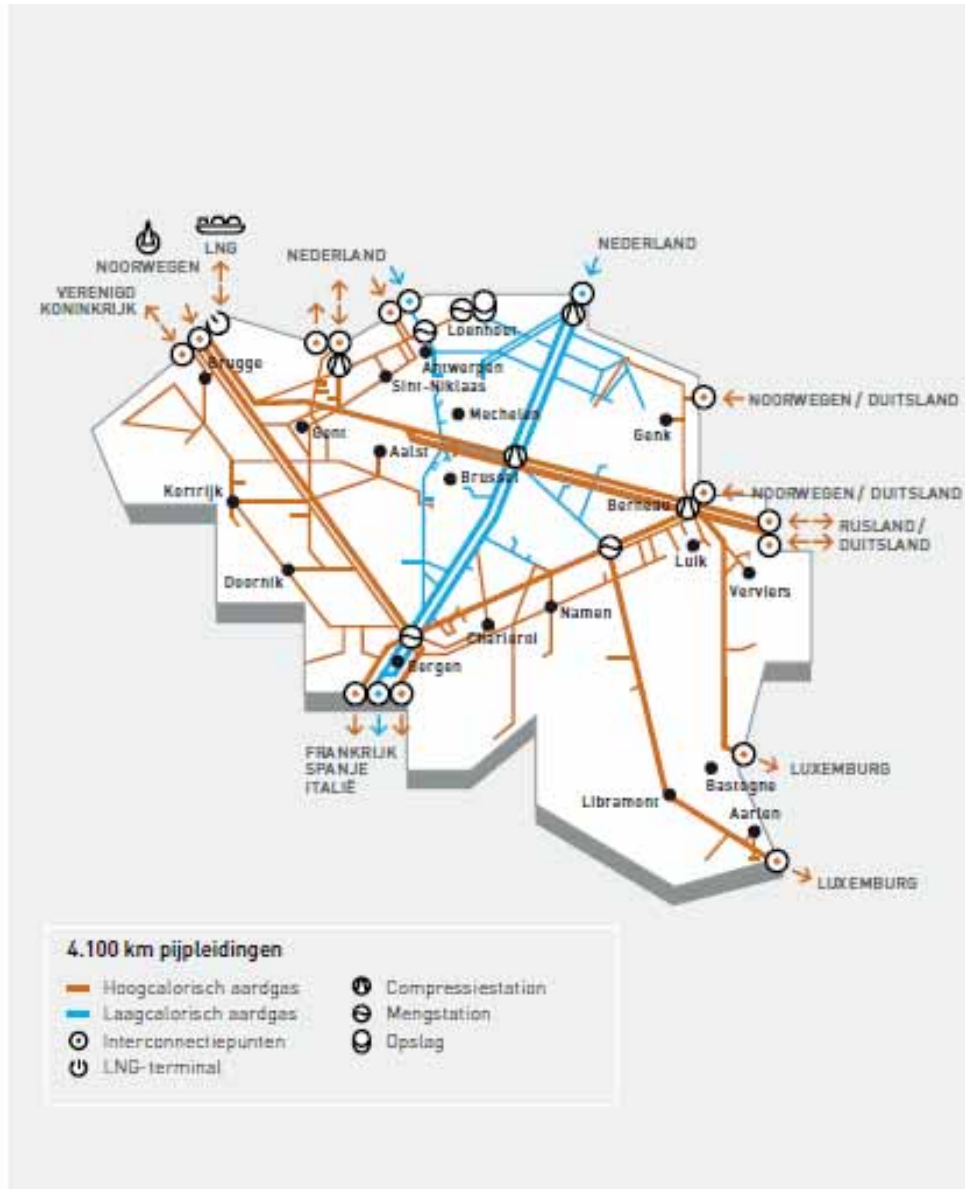 LNG
NOORWEGEN
NEDERLAND
NEDERLAND
VERENIGD
KONINKRIJK
Brugge
Loenhout
Antwerpen
Sint-Niklaas
Mechelen
Gent
Genk
NOORWEGEN / DUITSLAND
Aalst
Brussel
Kortrijk
NOORWEGEN / DUITSLAND
Berneau
RUSLAND /
DUITSLAND
Luik
Doornik
Verviers
Namen
Charleroi
Bergen
FRANKRIJK
SPANJE
ITALIË
LUXEMBURG
Bastogne
Libramont
Aarlen
LUXEMBURG
4.100 km pijpleidingen
Hoogcalorisch aardgas
Laagcalorisch aardgas
Interconnectiepunten
LNG-terminal
Compressiestation
Mengstation
Opslag